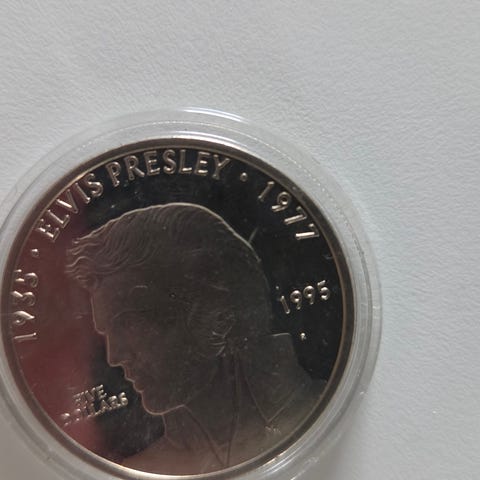 1935 · ELVIS PRESLEY · 1977
1995
R
FIVE
DOLLARS